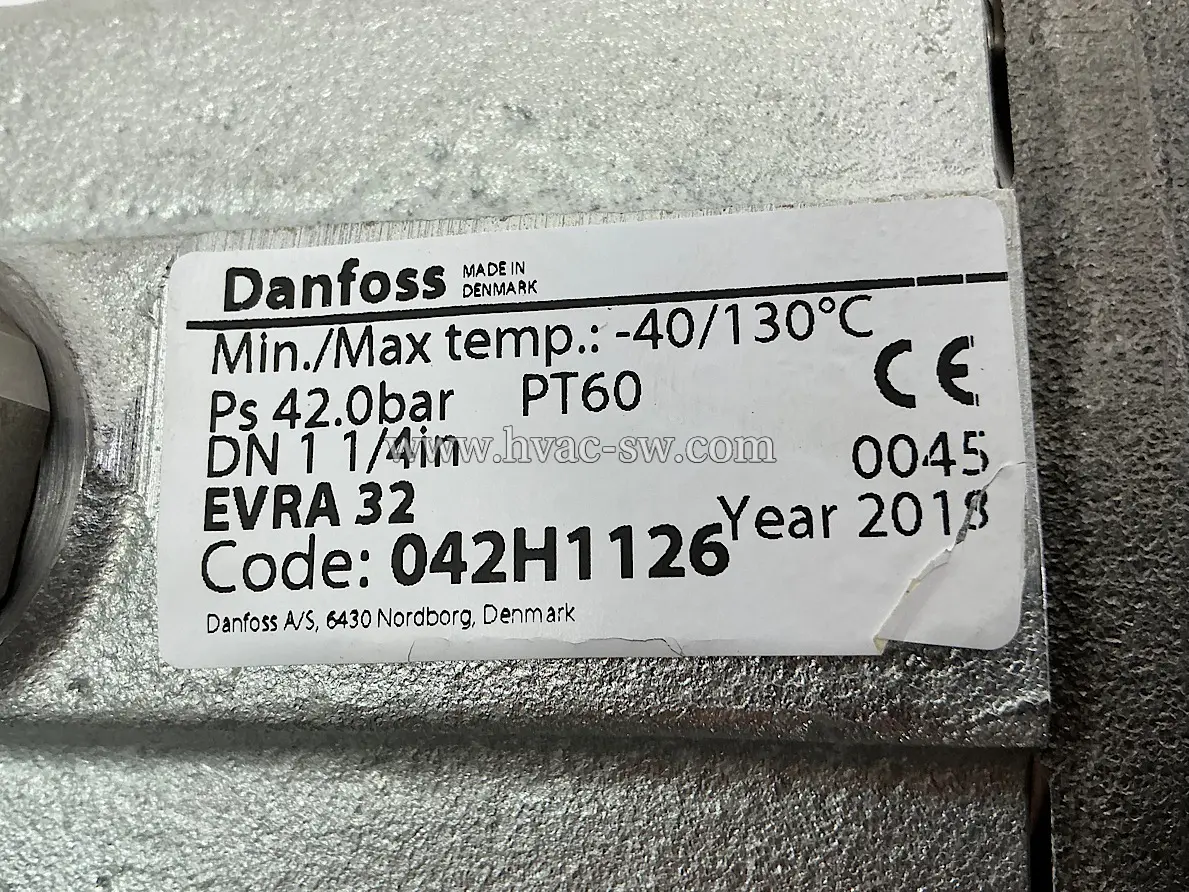 Danfoss MADE IN
DENMARK
Min./Max temp.: -40/130°C
Ps 42.0bar PT60
CE
DN 1 1/4in
www.hvac-sw.com
0045
EVRA 32
Year 2018
Code: 042H1126
Danfoss A/S, 6430 Nordborg, Denmark